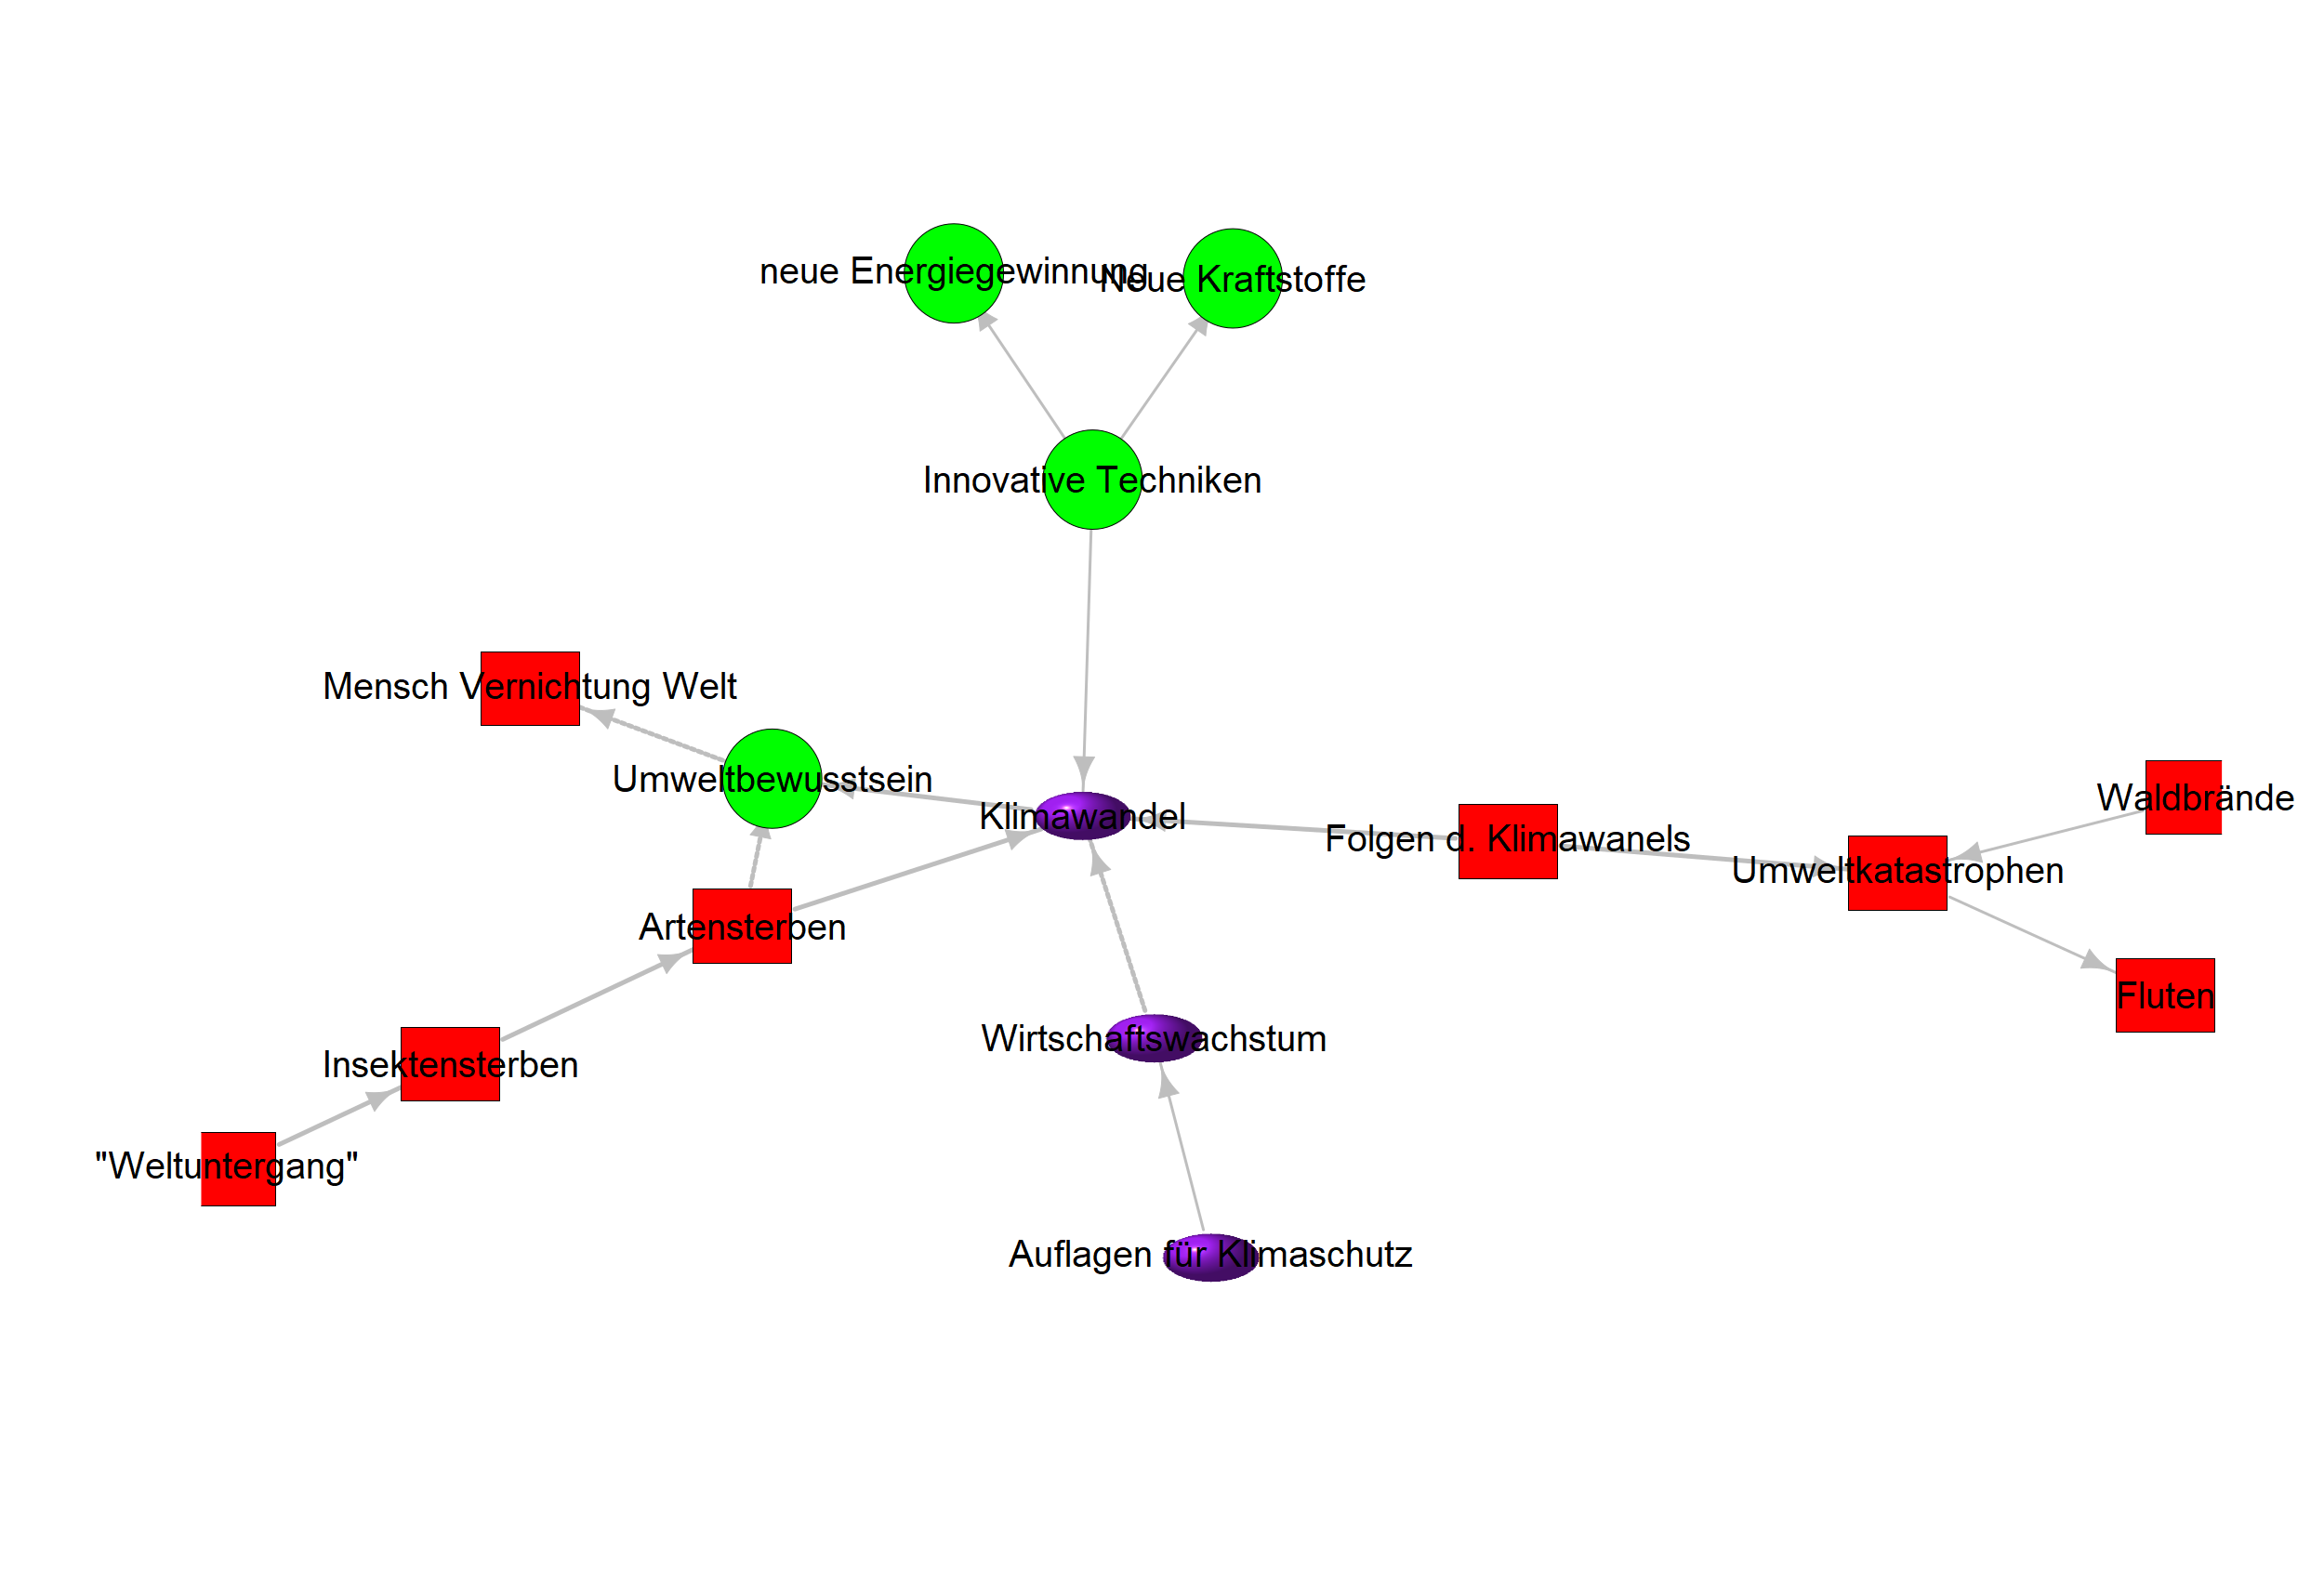 neue Energiegewinnung
Neue Kraftstoffe
Innovative Techniken
Mensch Vernichtung Welt
Umweltbewusstsein
Klimawandel
Folgen d. Klimawanels
Waldbrände
Umweltkatastrophen
Artensterben
Fluten
Wirtschaftswachstum
Insektensterben
"Weltuntergang"
Auflagen für Klimaschutz